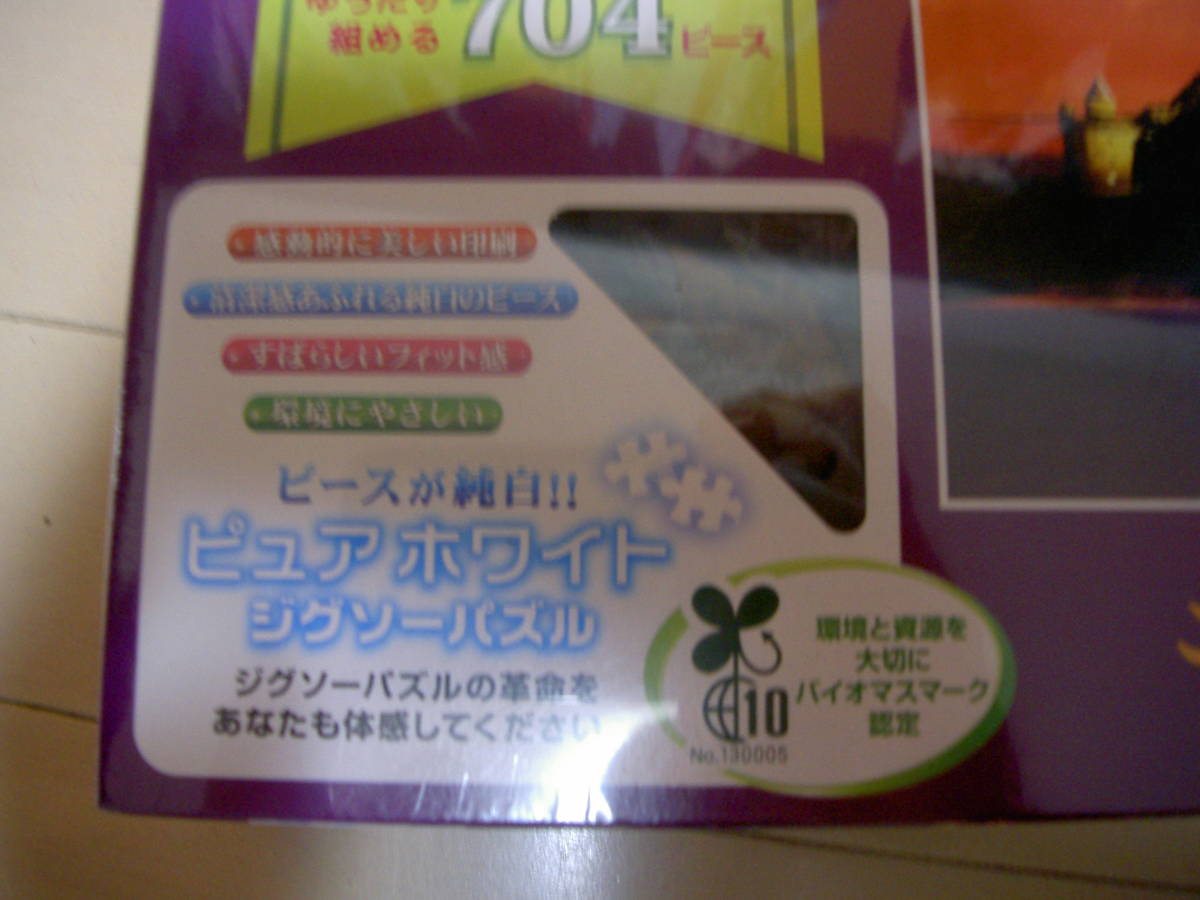 ゆったり
組める704ピース
・感動的に美しい印刷
・清潔感あふれる純白のピース
・すばらしいフィット感
・環境にやさしい
ピースが純白!!
ピュアホワイト
ジグソーパズル
ジグソーパズルの革命を
あなたも体感してください
環境と資源を
大切に
バイオマスマーク
認定
10
No.130005